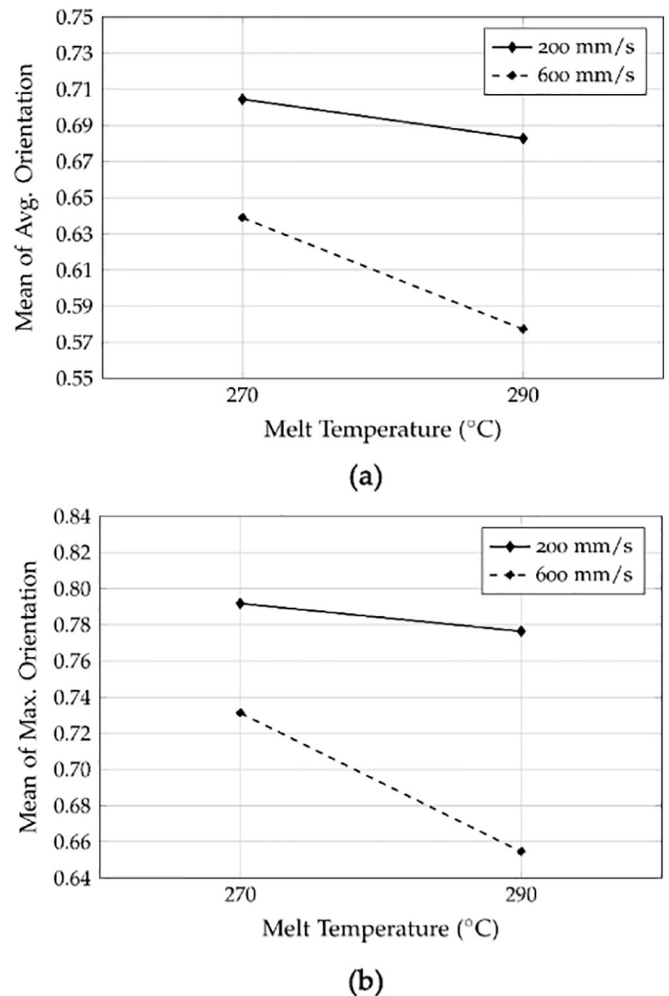 0.75
0.73
0.71
0.69
0.67
0.65
0.63
0.61
0.59
0.57
0.55
Mean of Avg. Orientation
200 mm/s
600 mm/s
270
290
Melt Temperature (°C)
(a)
0.84
0.82
0.80
0.78
0.76
0.74
0.72
0.70
0.68
0.66
0.64
Mean of Max. Orientation
200 mm/s
600 mm/s
270
290
Melt Temperature (°C)
(b)